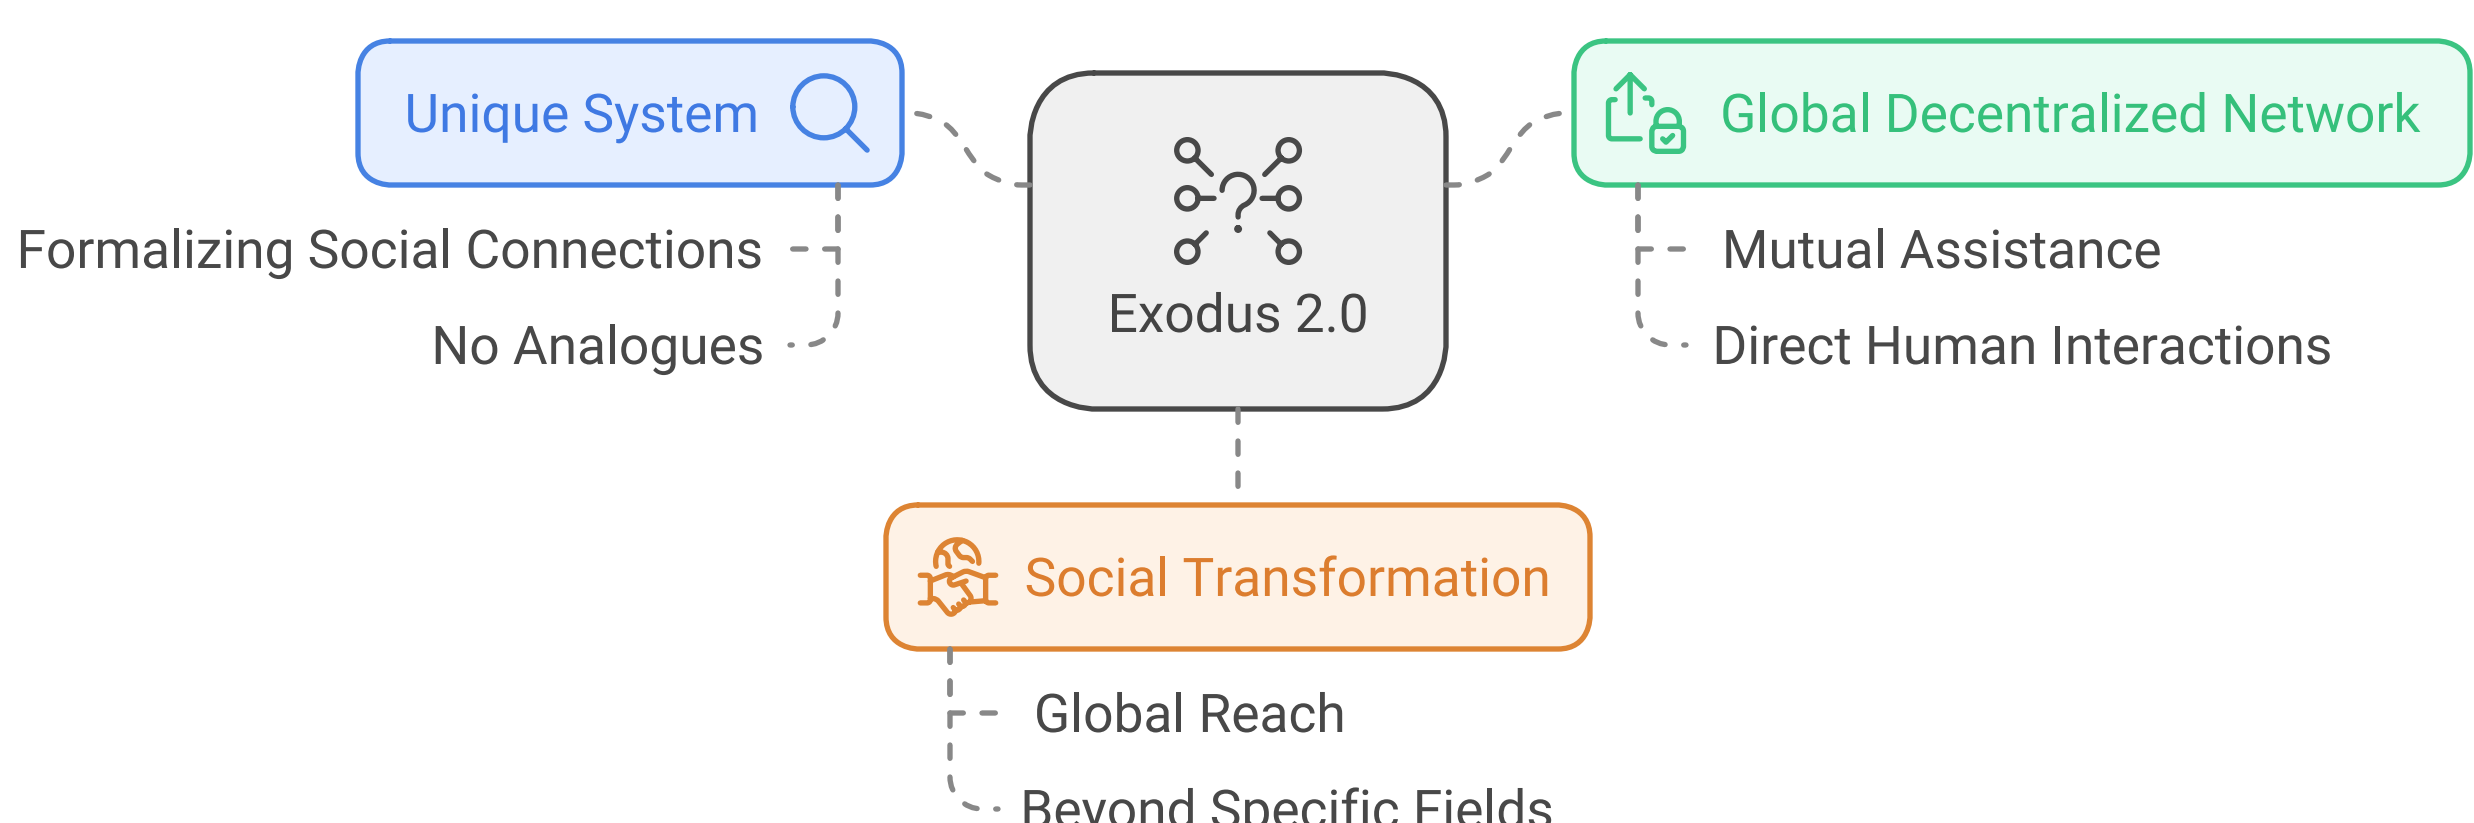 Unique System
Formalizing Social Connections
No Analogues
Exodus 2.0
Global Decentralized Network
Mutual Assistance
Direct Human Interactions
Social Transformation
Global Reach
Beyond Specific Fields